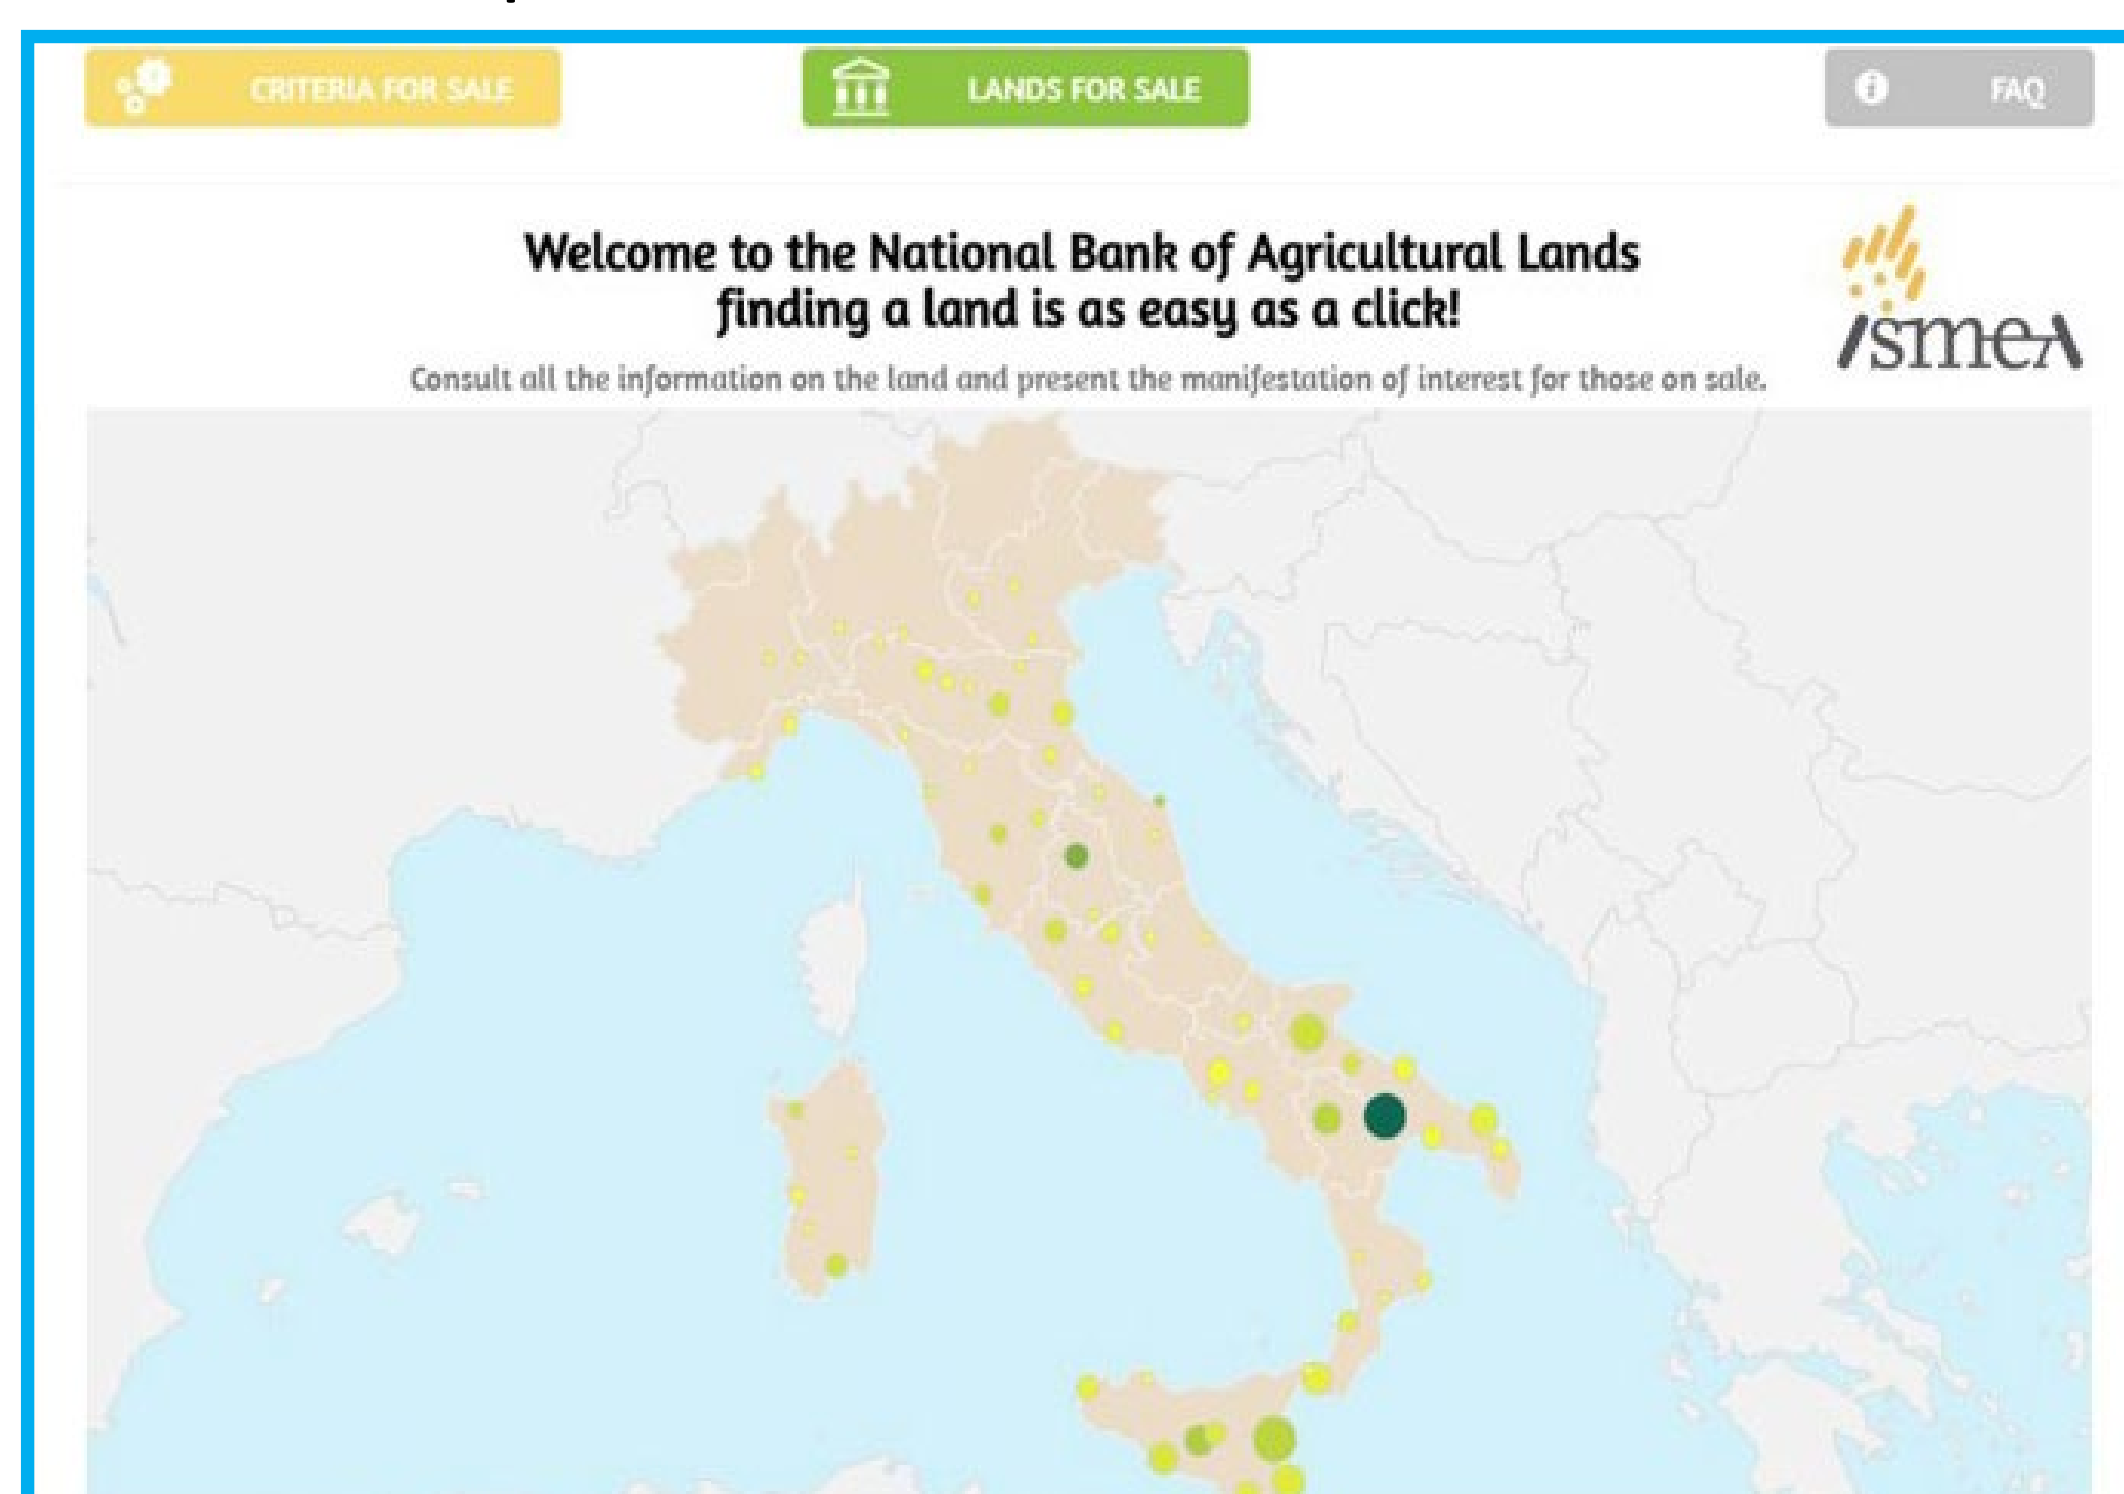 CRITERIA FOR SALE
LANDS FOR SALE
FAQ
Welcome to the National Bank of Agricultural Lands
finding a land is as easy as a click!
ismea
Consult all the information on the land and present the manifestation of interest for those on sale.